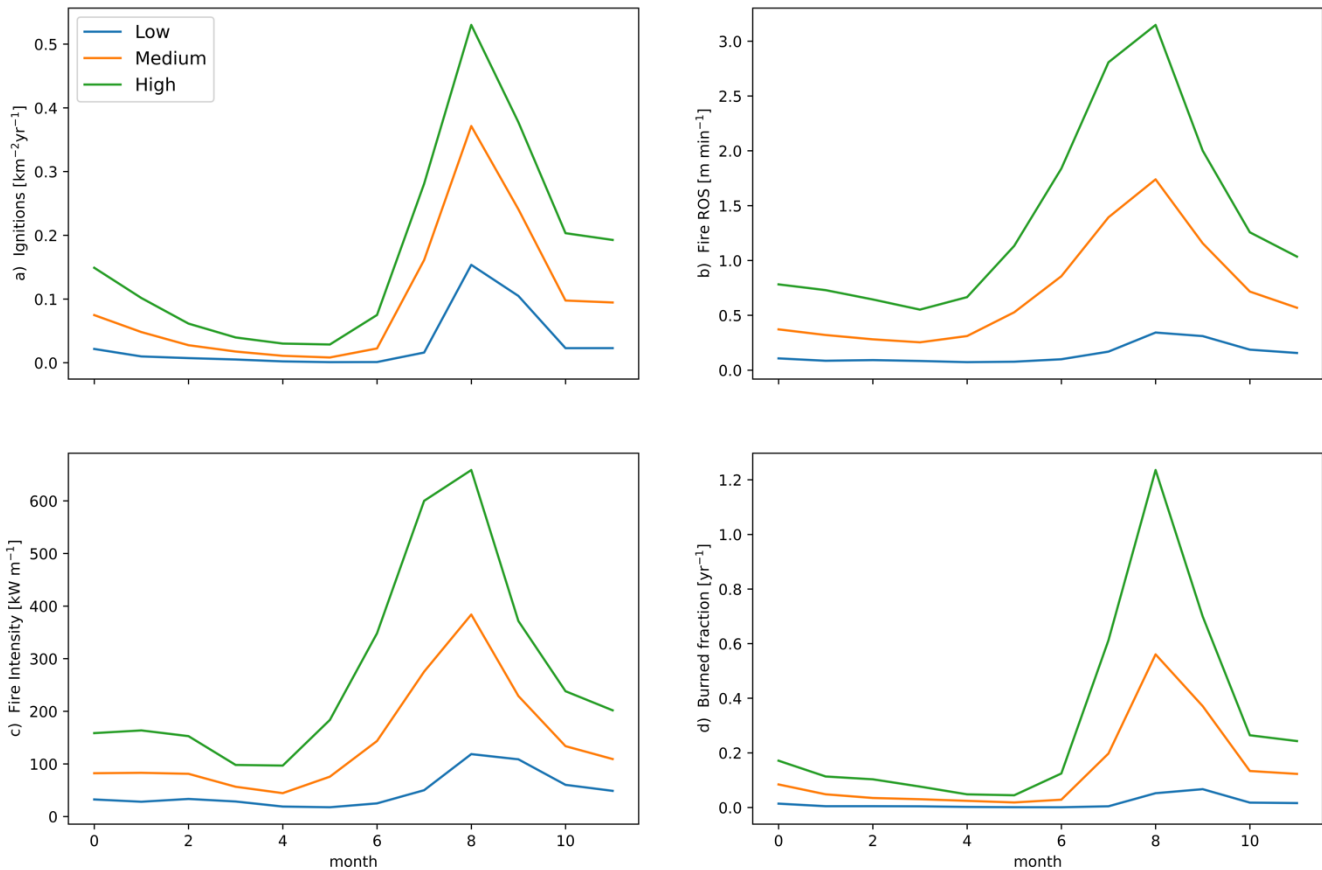 Low
Medium
High
0.5
0.4
0.3
0.2
0.1
0.0
a) Ignitions [km⁻²yr⁻¹]
3.0
2.5
2.0
1.5
1.0
0.5
0.0
b) Fire ROS [m min⁻¹]
600
500
400
300
200
100
0
c) Fire Intensity [kW m⁻¹]
0 2 4 6 8 10
month
1.2
1.0
0.8
0.6
0.4
0.2
0.0
d) Burned fraction [yr⁻¹]
0 2 4 6 8 10
month